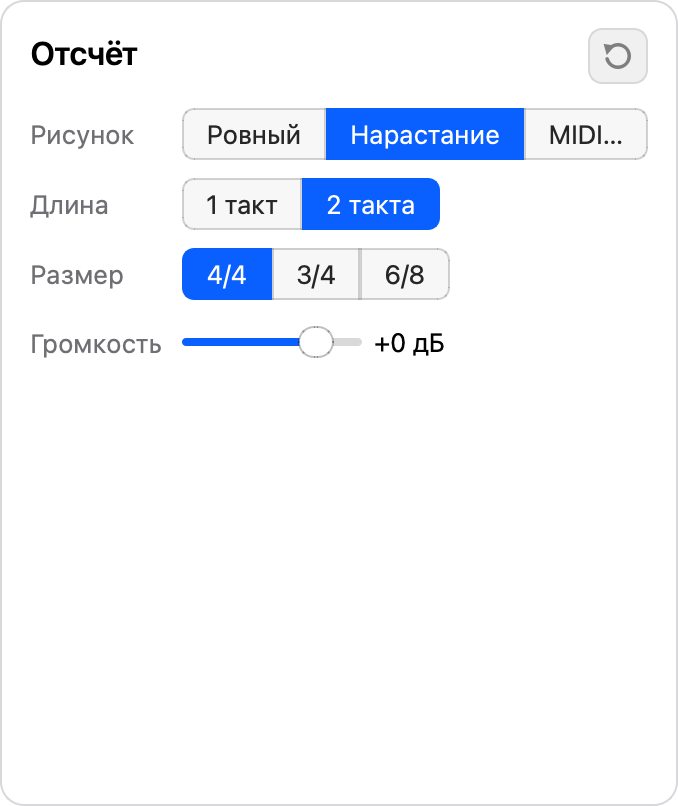 Отсчёт
Рисунок Ровный Нарастание MIDI...
Длина 1 такт 2 такта
Размер 4/4 3/4 6/8
Громкость +0 дБ